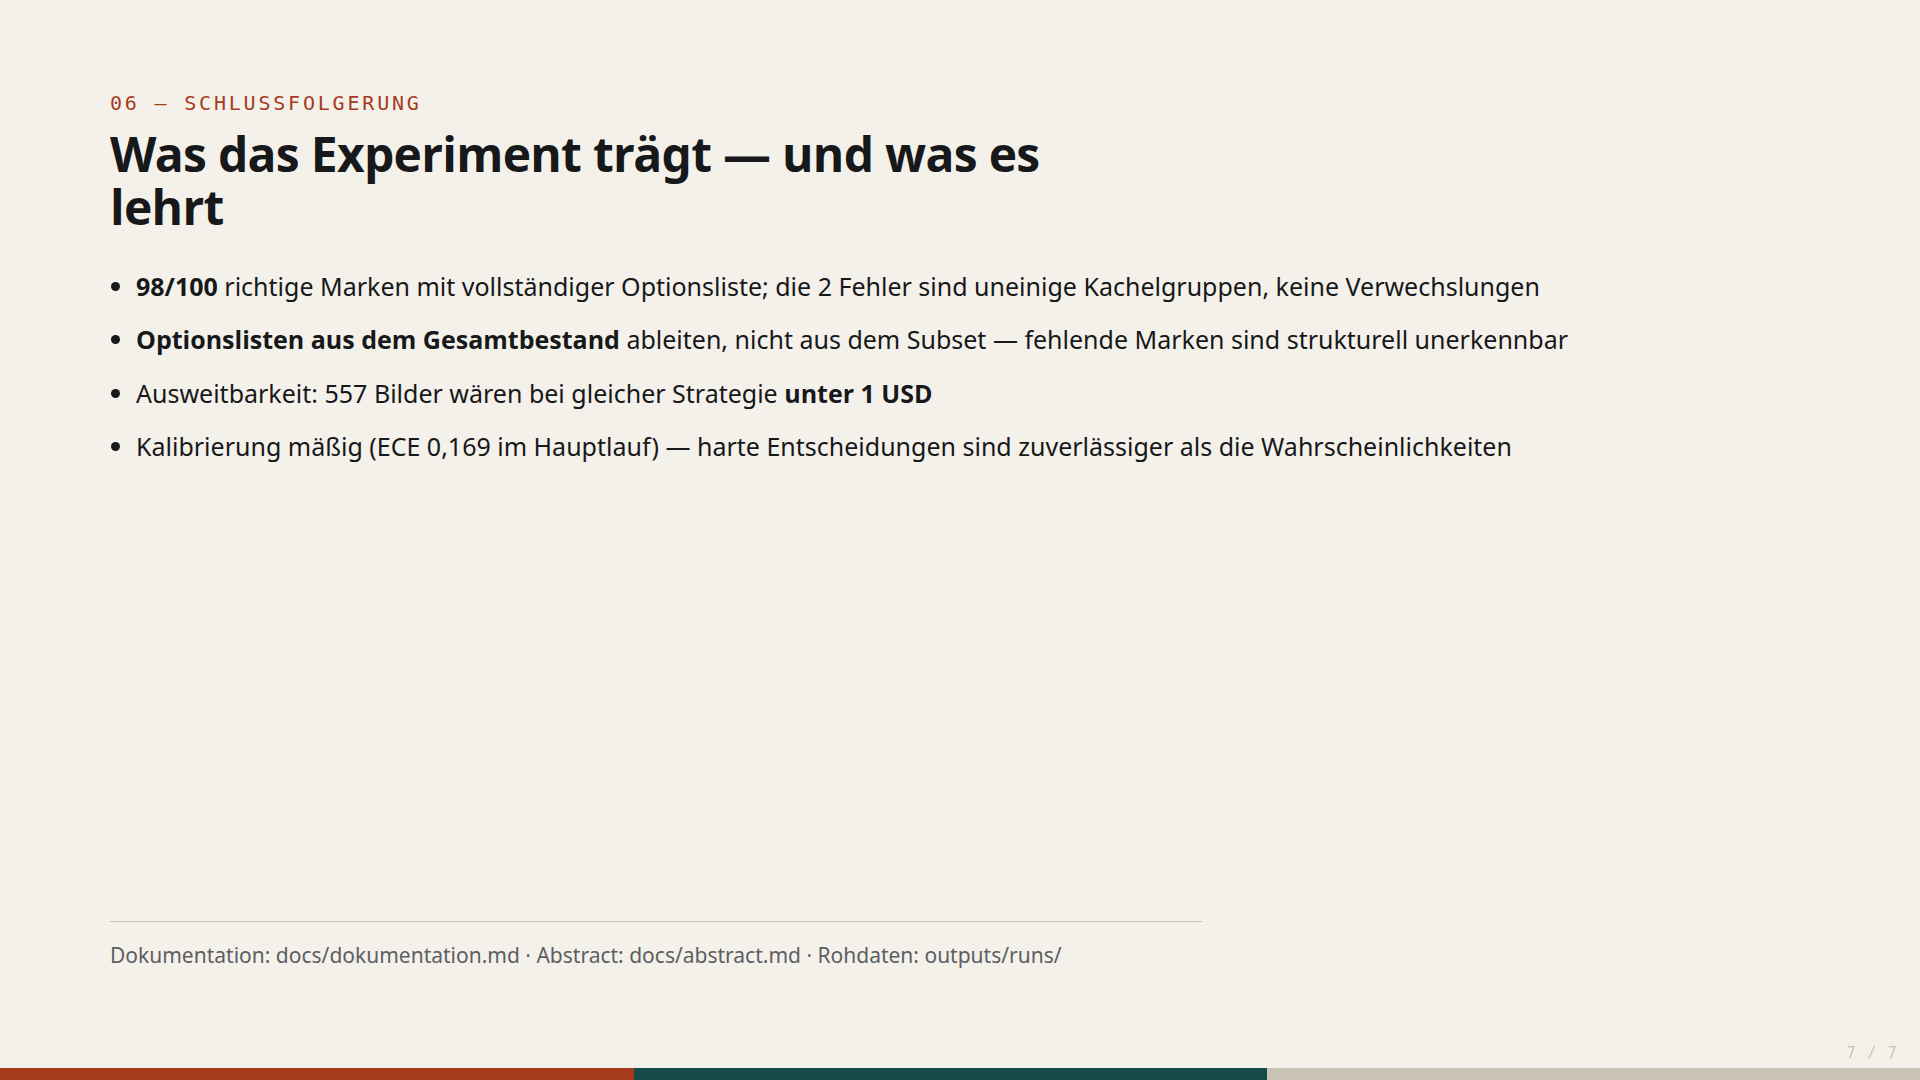 06 — SCHLUSSFOLGERUNG
Was das Experiment trägt — und was es
lehrt
• 98/100 richtige Marken mit vollständiger Optionsliste; die 2 Fehler sind uneinige Kachelgruppen, keine Verwechslungen
• Optionslisten aus dem Gesamtbestand ableiten, nicht aus dem Subset — fehlende Marken sind strukturell unerkennbar
• Ausweitbarkeit: 557 Bilder wären bei gleicher Strategie unter 1 USD
• Kalibrierung mäßig (ECE 0,169 im Hauptlauf) — harte Entscheidungen sind zuverlässiger als die Wahrscheinlichkeiten
Dokumentation: docs/dokumentation.md · Abstract: docs/abstract.md · Rohdaten: outputs/runs/
7 / 7